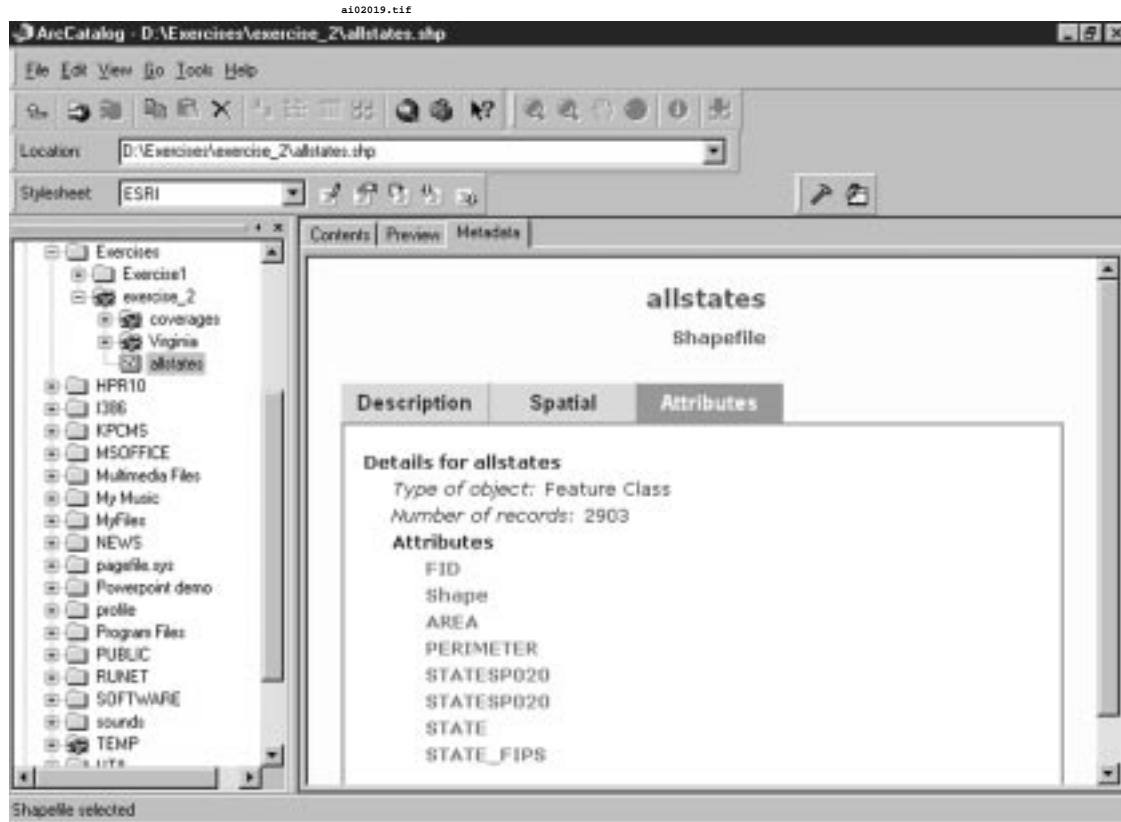 ai02019.tif
ArcCatalog - D:\Exercises\exercise_2\allstates.shp
File Edit View Go Tools Help
Location: D:\Exercises\exercise_2\allstates.shp
Stylesheet: ESRI
Contents Preview Metadata
Exercises
Exercise1
exercise_2
coverages
Virginia
allstates
HPR10
I386
KPCMS
MSOFFICE
Multimedia Files
My Music
MyFiles
NEWS
pagefile.sys
Powerpoint demo
profile
Program Files
PUBLIC
RUNET
SOFTWARE
sounds
TEMP
allstates
Shapefile
Description Spatial Attributes
Details for allstates
Type of object: Feature Class
Number of records: 2903
Attributes
FID
Shape
AREA
PERIMETER
STATESP020
STATESP020
STATE
STATE_FIPS
Shapefile selected